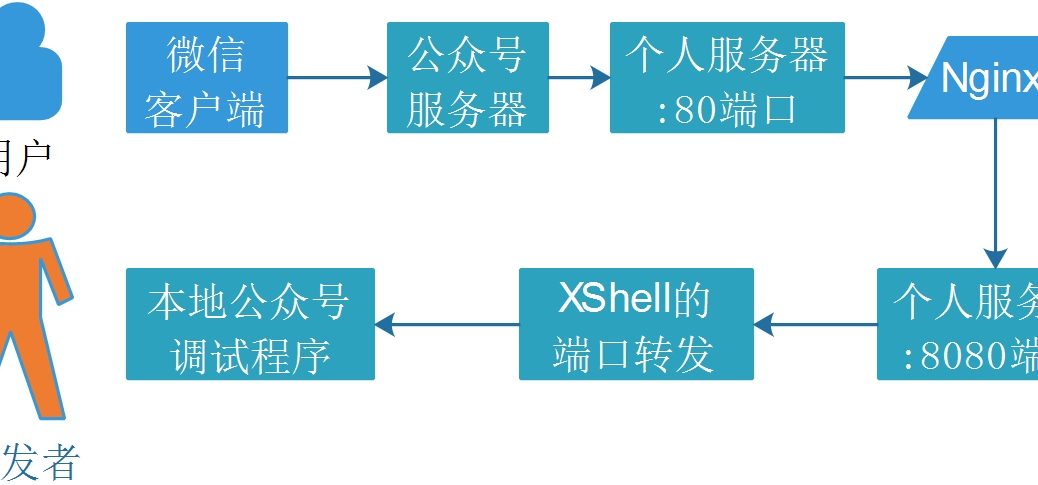 微信
客户端
公众号
服务器
个人服务器
:80端口
Nginx
用户
本地公众号
调试程序
XShell的
端口转发
个人服务
:8080端
发者